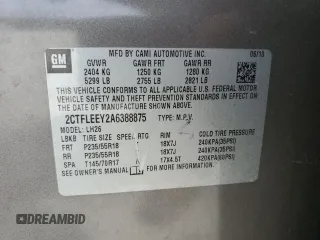 GM
MFD BY CAMI AUTOMOTIVE INC.
08/10
GVWR GAWR FRT GAWR RR
2404 KG 1250 KG 1280 KG
5299 LB 2755 LB 2821 LB
THIS VEHICLE CONFORMS TO ALL APPLICABLE U.S. FEDERAL
MOTOR VEHICLE SAFETY, BUMPER, AND THEFT PREVENTION
STANDARDS IN EFFECT ON THE DATE OF MANUFACTURE
SHOWN ABOVE.
2CTFLEEY2A6388875 TYPE: M.P.V.
MODEL: LH26
TIRE SIZE SPEED RTG RIM COLD TIRE PRESSURE
FRT P235/55R18 18X7J 240KPA(35PSI)
RR P235/55R18 18X7J 240KPA(35PSI)
SPA T145/70R17 17X4.5T 420KPA(60PSI)
SEE OWNER'S MANUAL FOR MORE INFORMATION.
DREAMBID